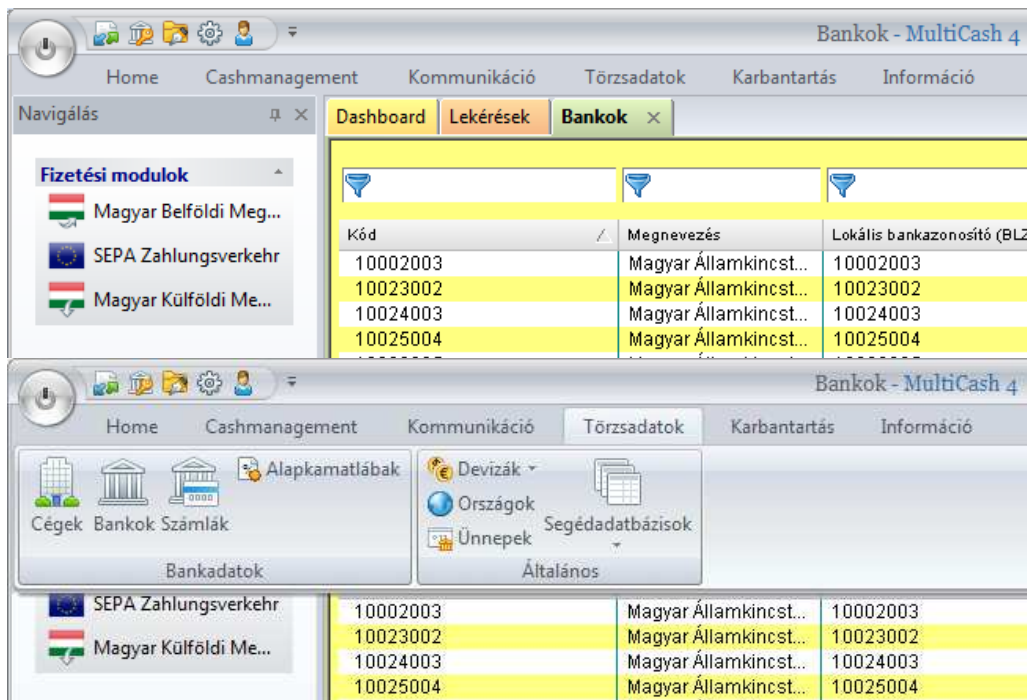 Bankok - MultiCash 4
Home Cashmanagement Kommunikáció Törzsadatok Karbantartás Információ
Navigálás
Dashboard Lekérések Bankok
Fizetési modulok
Magyar Belföldi Meg...
SEPA Zahlungsverkehr
Magyar Külföldi Me...
Kód Megnevezés Lokális bankazonosító (BLZ
10002003 Magyar Államkincst... 10002003
10023002 Magyar Államkincst... 10023002
10024003 Magyar Államkincst... 10024003
10025004 Magyar Államkincst... 10025004
Bankok - MultiCash 4
Home Cashmanagement Kommunikáció Törzsadatok Karbantartás Információ
Cégek Bankok Számlák Alapkamatlábak
Bankadatok
Devizák
Országok
Ünnepek
Segédadatbázisok
Általános
SEPA Zahlungsverkehr
Magyar Külföldi Me...
10002003 Magyar Államkincst... 10002003
10023002 Magyar Államkincst... 10023002
10024003 Magyar Államkincst... 10024003
10025004 Magyar Államkincst... 10025004